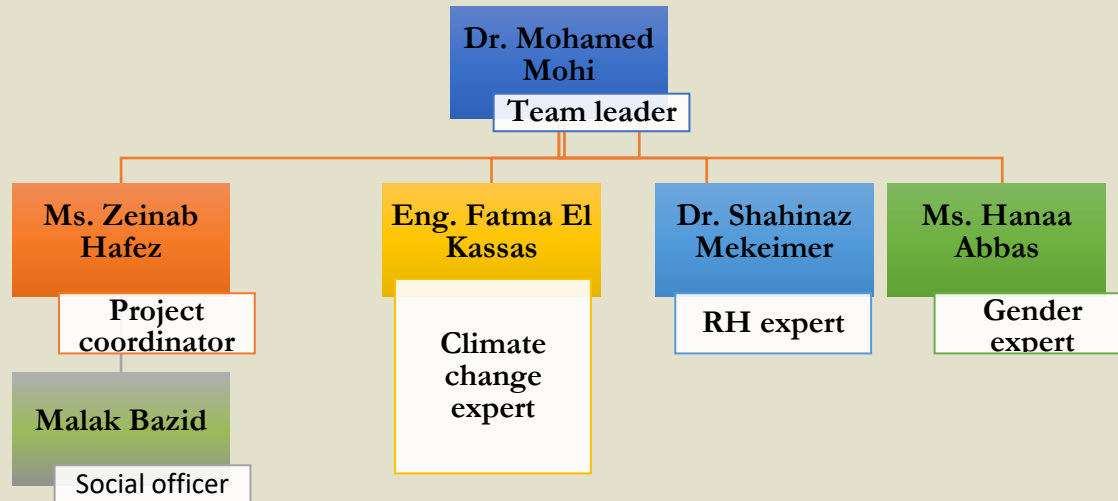 Dr. Mohamed
Mohi
Team leader
Ms. Zeinab
Hafez
Project
coordinator
Eng. Fatma El
Kassas
Climate
change
expert
Dr. Shahinaz
Mekeimer
RH expert
Ms. Hanaa
Abbas
Gender
expert
Malak Bazid
Social officer